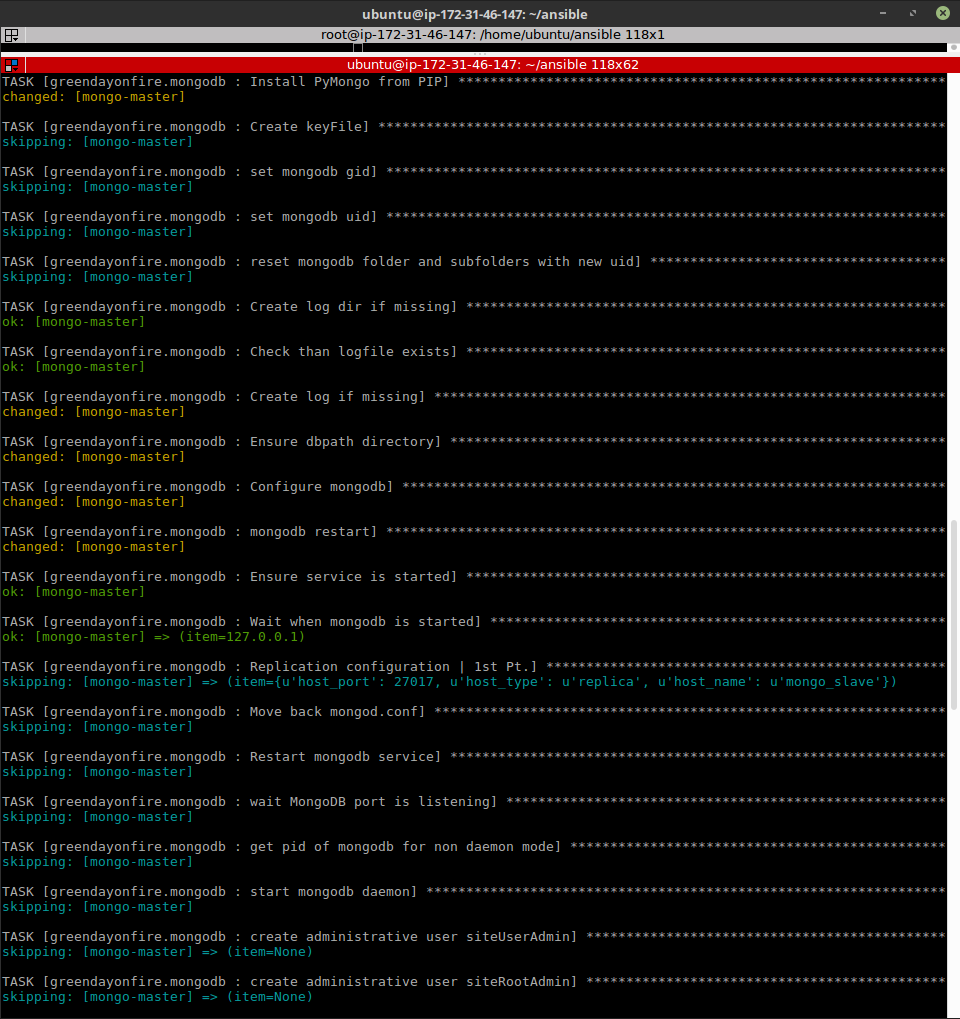 ubuntu@ip-172-31-46-147: ~/ansible
root@ip-172-31-46-147: /home/ubuntu/ansible 118x1
ubuntu@ip-172-31-46-147: ~/ansible 118x62
TASK [greendayonfire.mongodb : Install PyMongo from PIP] *************************************************************
changed: [mongo-master]
TASK [greendayonfire.mongodb : Create keyFile] ***********************************************************************
skipping: [mongo-master]
TASK [greendayonfire.mongodb : set mongodb gid] **********************************************************************
skipping: [mongo-master]
TASK [greendayonfire.mongodb : set mongodb uid] **********************************************************************
skipping: [mongo-master]
TASK [greendayonfire.mongodb : reset mongodb folder and subfolders with new uid] *************************************
skipping: [mongo-master]
TASK [greendayonfire.mongodb : Create log dir if missing] ************************************************************
ok: [mongo-master]
TASK [greendayonfire.mongodb : Check than logfile exists] ************************************************************
ok: [mongo-master]
TASK [greendayonfire.mongodb : Create log if missing] ****************************************************************
changed: [mongo-master]
TASK [greendayonfire.mongodb : Ensure dbpath directory] **************************************************************
changed: [mongo-master]
TASK [greendayonfire.mongodb : Configure mongodb] ********************************************************************
changed: [mongo-master]
TASK [greendayonfire.mongodb : mongodb restart] **********************************************************************
changed: [mongo-master]
TASK [greendayonfire.mongodb : Ensure service is started] ************************************************************
ok: [mongo-master]
TASK [greendayonfire.mongodb : Wait when mongodb is started] *********************************************************
ok: [mongo-master] => (item=127.0.0.1)
TASK [greendayonfire.mongodb : Replication configuration | 1st Pt.] **************************************************
skipping: [mongo-master] => (item={u'host_port': 27017, u'host_type': u'replica', u'host_name': u'mongo_slave'})
TASK [greendayonfire.mongodb : Move back mongod.conf] ****************************************************************
skipping: [mongo-master]
TASK [greendayonfire.mongodb : Restart mongodb service] **************************************************************
skipping: [mongo-master]
TASK [greendayonfire.mongodb : wait MongoDB port is listening] *******************************************************
skipping: [mongo-master]
TASK [greendayonfire.mongodb : get pid of mongodb for non daemon mode] ***********************************************
skipping: [mongo-master]
TASK [greendayonfire.mongodb : start mongodb daemon] *****************************************************************
skipping: [mongo-master]
TASK [greendayonfire.mongodb : create administrative user siteUserAdmin] *********************************************
skipping: [mongo-master] => (item=None)
TASK [greendayonfire.mongodb : create administrative user siteRootAdmin] *********************************************
skipping: [mongo-master] => (item=None)